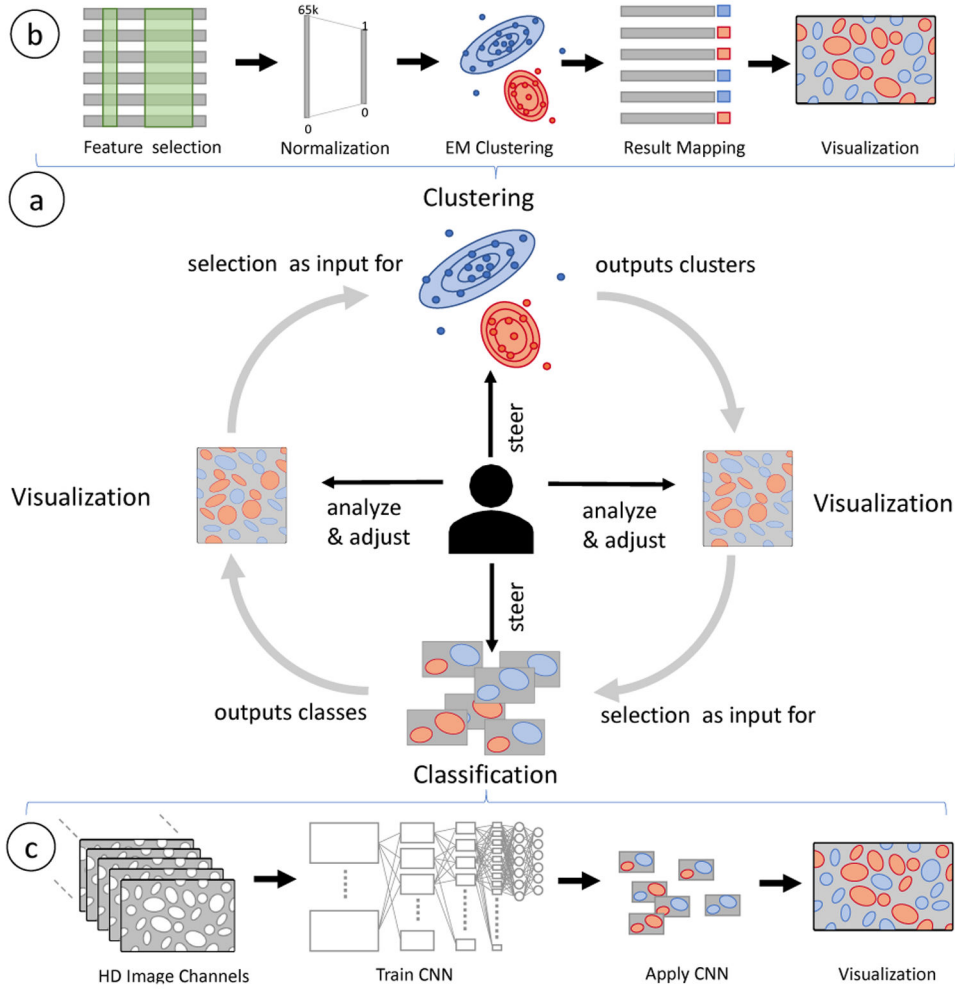 b
65k
1
0
0
Feature selection
Normalization
EM Clustering
Result Mapping
Visualization
a
Clustering
selection as input for
outputs clusters
steer
Visualization
analyze
& adjust
analyze
& adjust
Visualization
steer
outputs classes
selection as input for
Classification
c
HD Image Channels
Train CNN
Apply CNN
Visualization